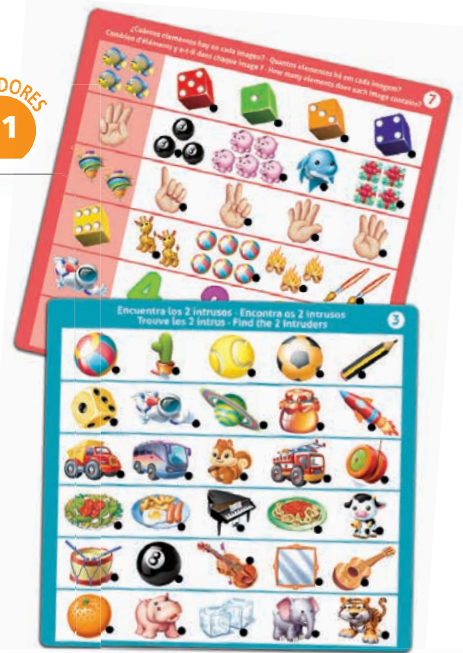 ¿Cuántos elementos hay en cada imagen? · Quantos elementos há em cada imagem?
Combien d'éléments y a-t-il dans chaque image ? · How many elements does each image contain?
7
DORES
1
Encuentra los 2 intrusos · Encontra os 2 intrusos
Trouve les 2 intrus · Find the 2 Intruders
3
8
8